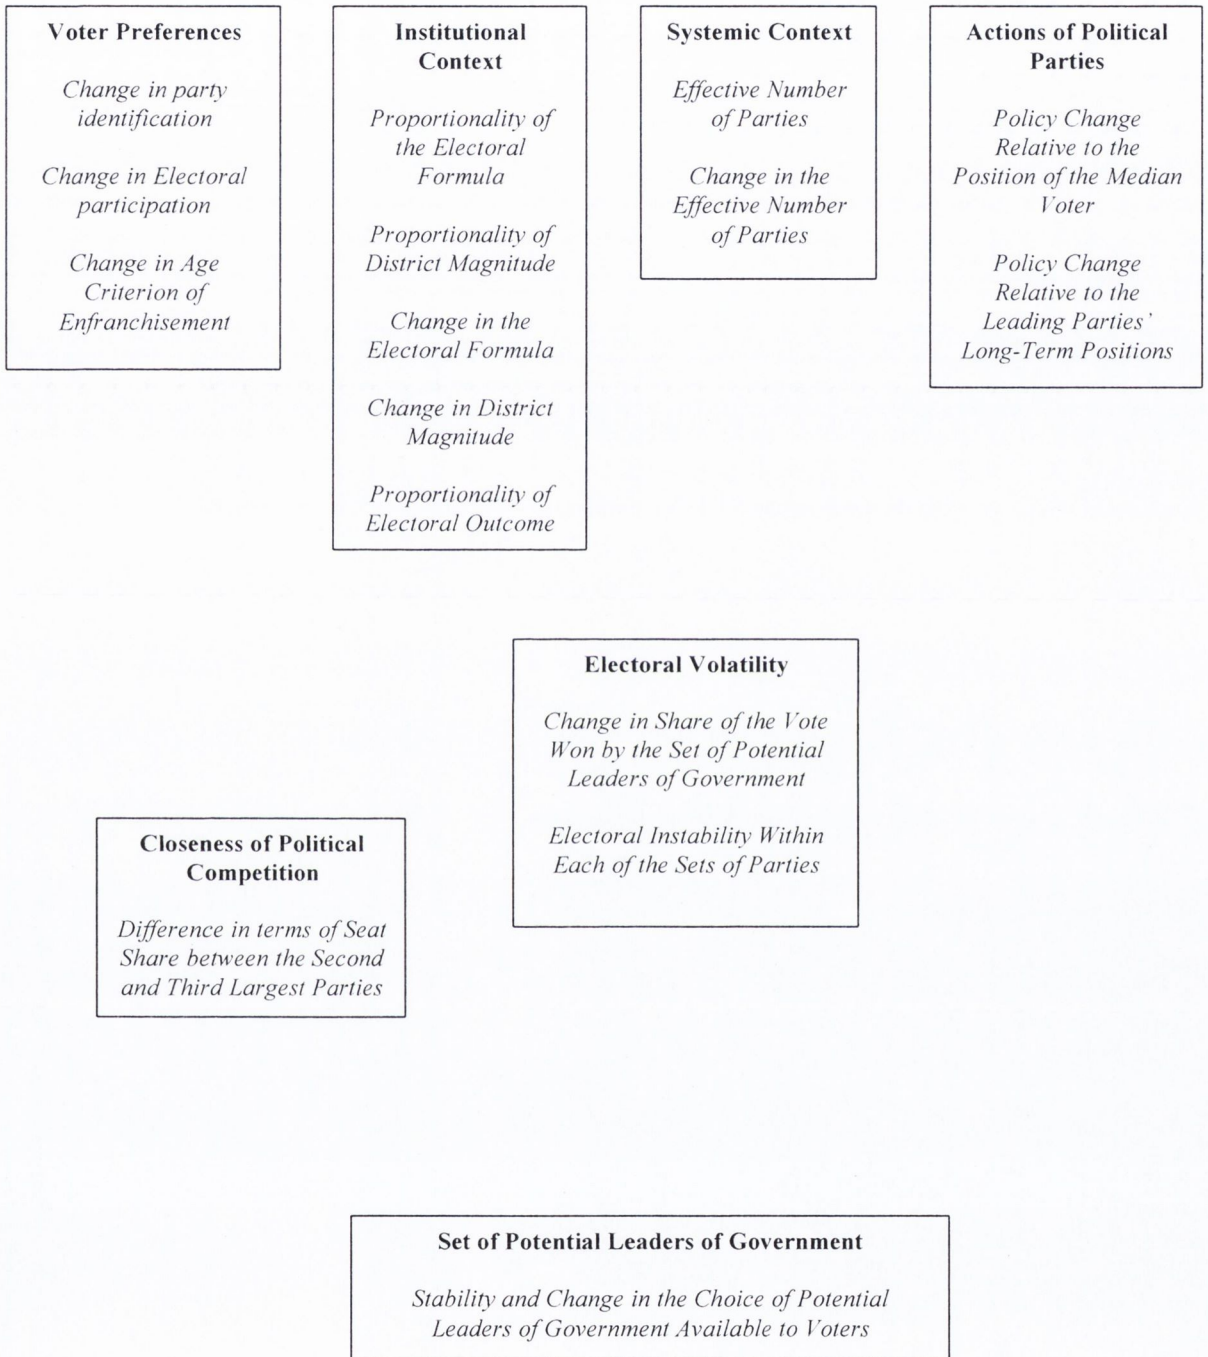 Voter Preferences
Change in party
identification
Change in Electoral
participation
Change in Age
Criterion of
Enfranchisement
Institutional
Context
Proportionality of
the Electoral
Formula
Proportionality of
District Magnitude
Change in the
Electoral Formula
Change in District
Magnitude
Proportionality of
Electoral Outcome
Systemic Context
Effective Number
of Parties
Change in the
Effective Number
of Parties
Actions of Political
Parties
Policy Change
Relative to the
Position of the Median
Voter
Policy Change
Relative to the
Leading Parties'
Long-Term Positions
Electoral Volatility
Change in Share of the Vote
Won by the Set of Potential
Leaders of Government
Electoral Instability Within
Each of the Sets of Parties
Closeness of Political
Competition
Difference in terms of Seat
Share between the Second
and Third Largest Parties
Set of Potential Leaders of Government
Stability and Change in the Choice of Potential
Leaders of Government Available to Voters